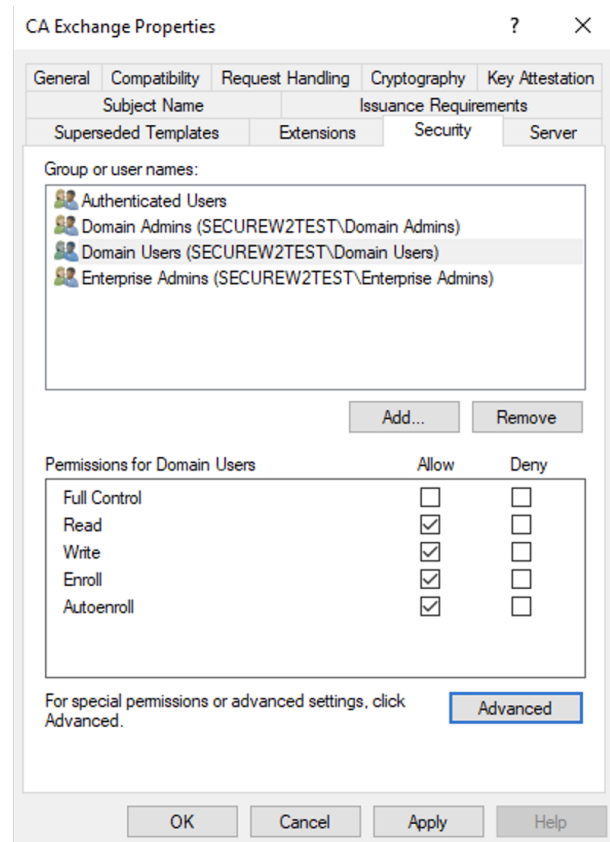 CA Exchange Properties
?
General Compatibility Request Handling Cryptography Key Attestation
Subject Name Issuance Requirements
Superseded Templates Extensions Security Server
Group or user names:
Authenticated Users
Domain Admins (SECUREW2TEST\Domain Admins)
Domain Users (SECUREW2TEST\Domain Users)
Enterprise Admins (SECUREW2TEST\Enterprise Admins)
Add... Remove
Permissions for Domain Users Allow Deny
Full Control
Read
Write
Enroll
Autoenroll
For special permissions or advanced settings, click
Advanced.
Advanced
OK Cancel Apply Help